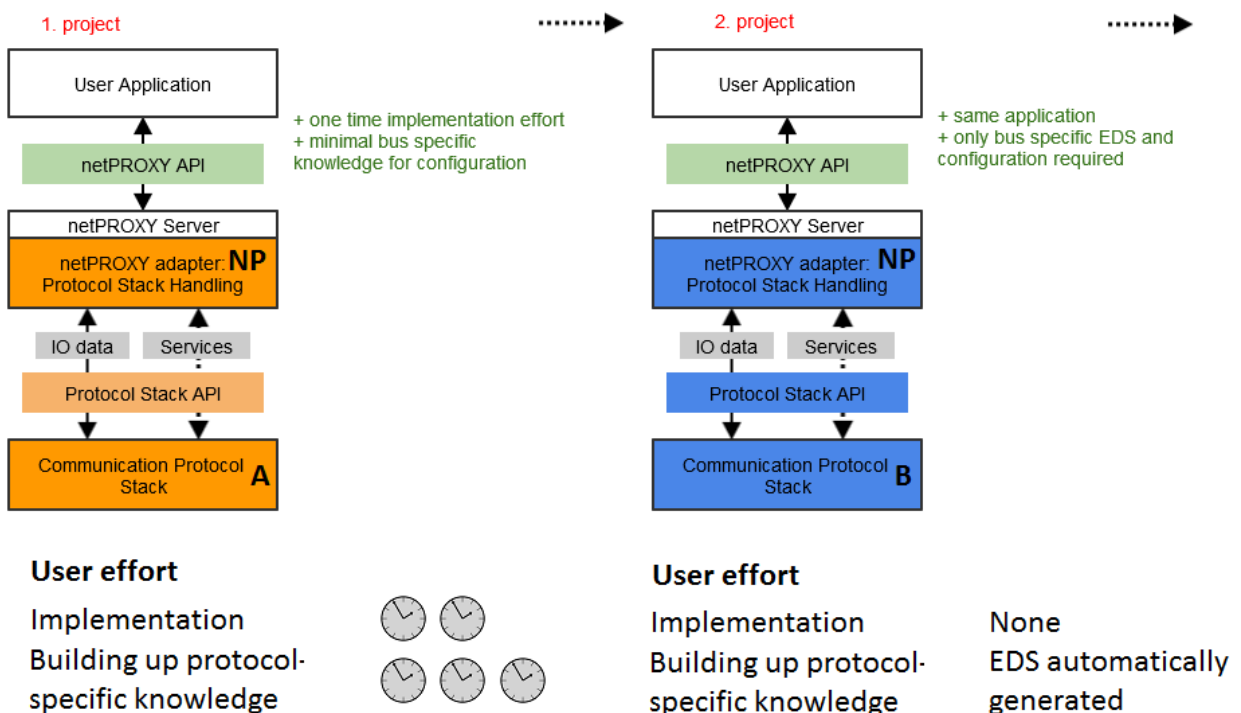 1. project
User Application
+ one time implementation effort
+ minimal bus specific
knowledge for configuration
netPROXY API
netPROXY Server
netPROXY adapter: NP
Protocol Stack Handling
IO data
Services
Protocol Stack API
Communication Protocol
Stack
A
User effort
Implementation
Building up protocol-
specific knowledge
2. project
User Application
+ same application
+ only bus specific EDS and
configuration required
netPROXY API
netPROXY Server
netPROXY adapter: NP
Protocol Stack Handling
IO data
Services
Protocol Stack API
Communication Protocol
Stack
B
User effort
Implementation
Building up protocol-
specific knowledge
None
EDS automatically
generated